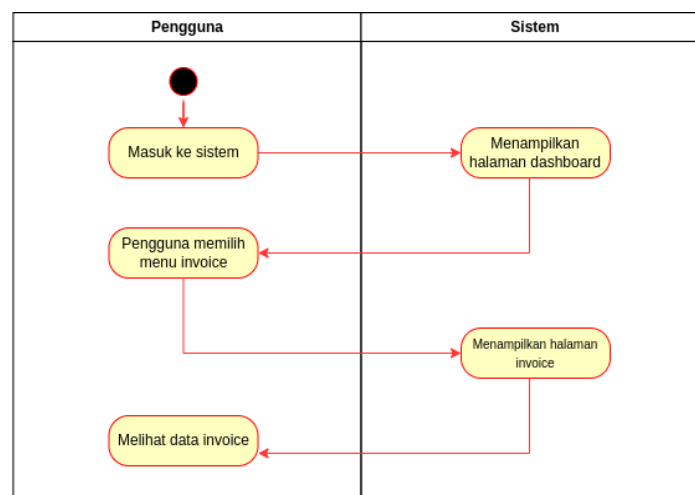 Pengguna
Sistem
Masuk ke sistem
Menampilkan
halaman dashboard
Pengguna memilih
menu invoice
Menampilkan halaman
invoice
Melihat data invoice